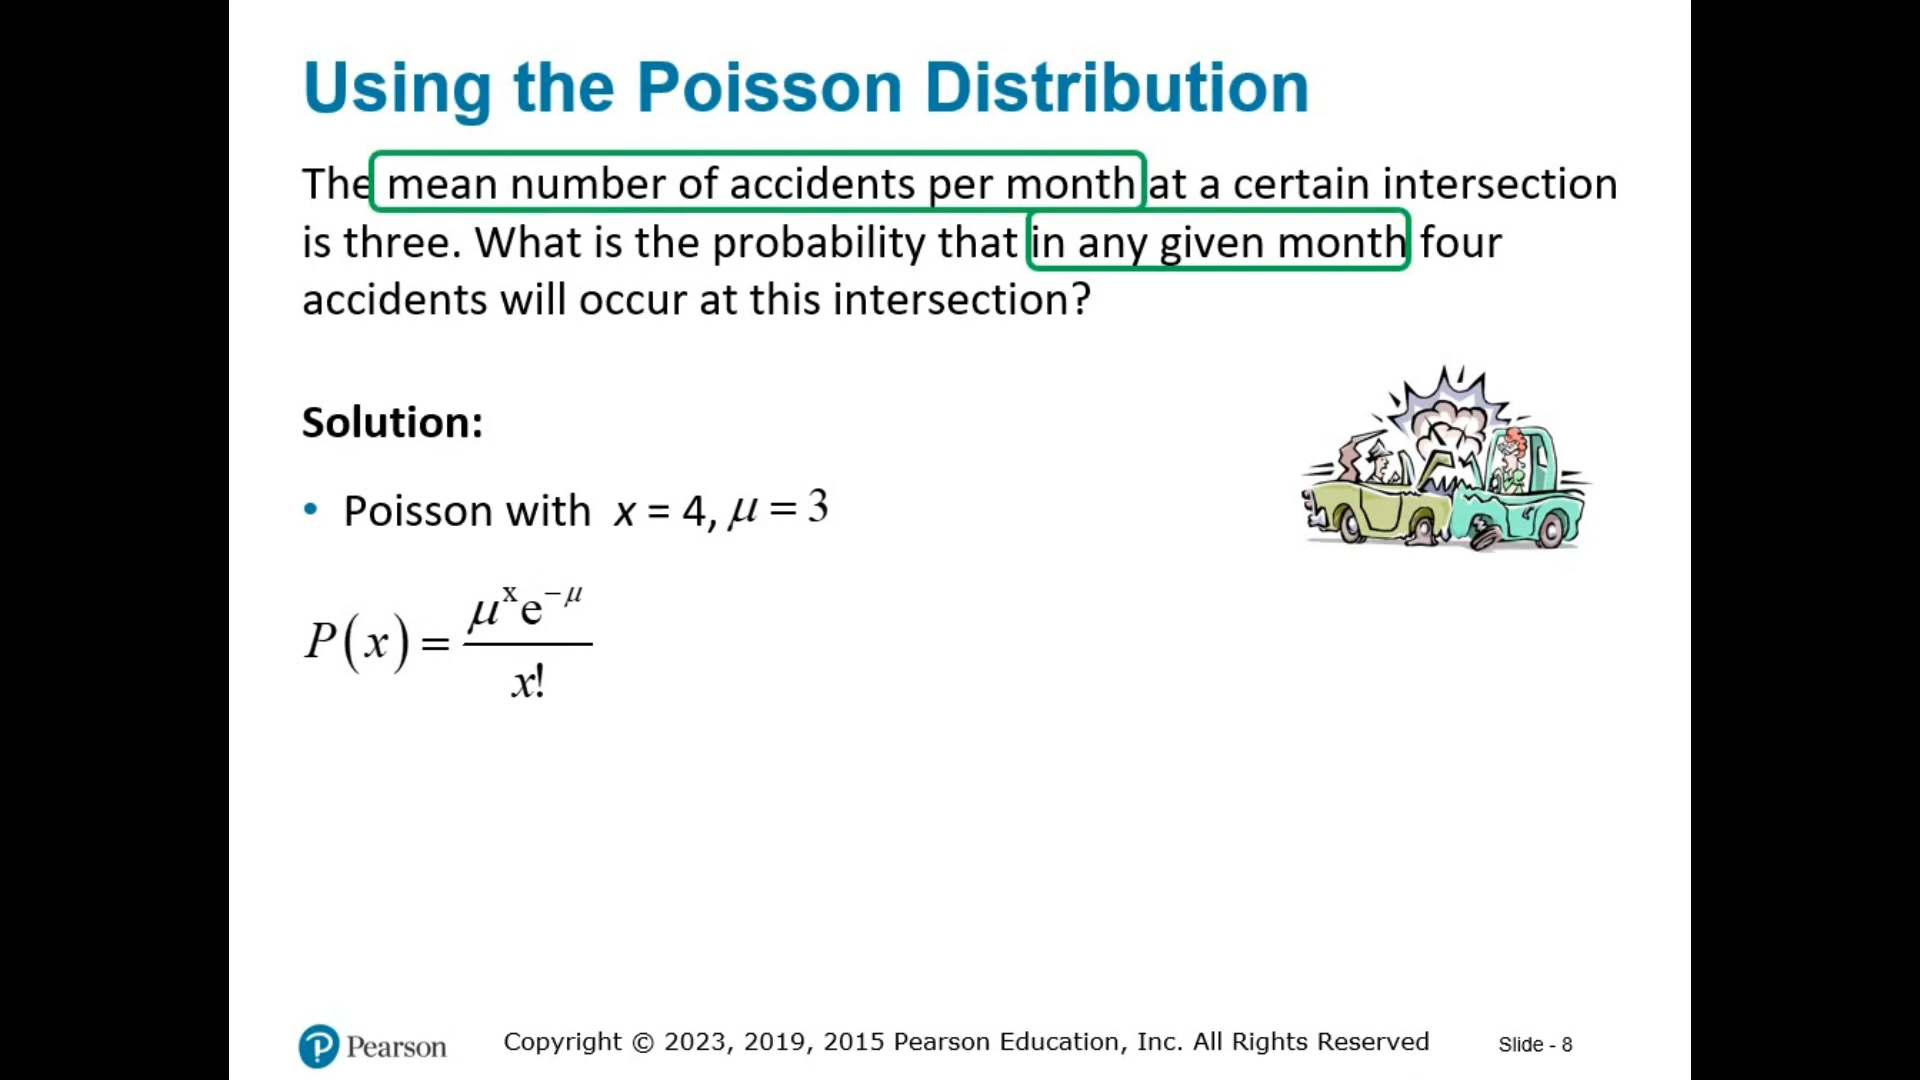 Using the Poisson Distribution
The mean number of accidents per month at a certain intersection
is three. What is the probability that in any given month four
accidents will occur at this intersection?
Solution:
• Poisson with x = 4, μ = 3
P(x) = μˣe⁻μ / x!
Pearson
Copyright © 2023, 2019, 2015 Pearson Education, Inc. All Rights Reserved
Slide - 8